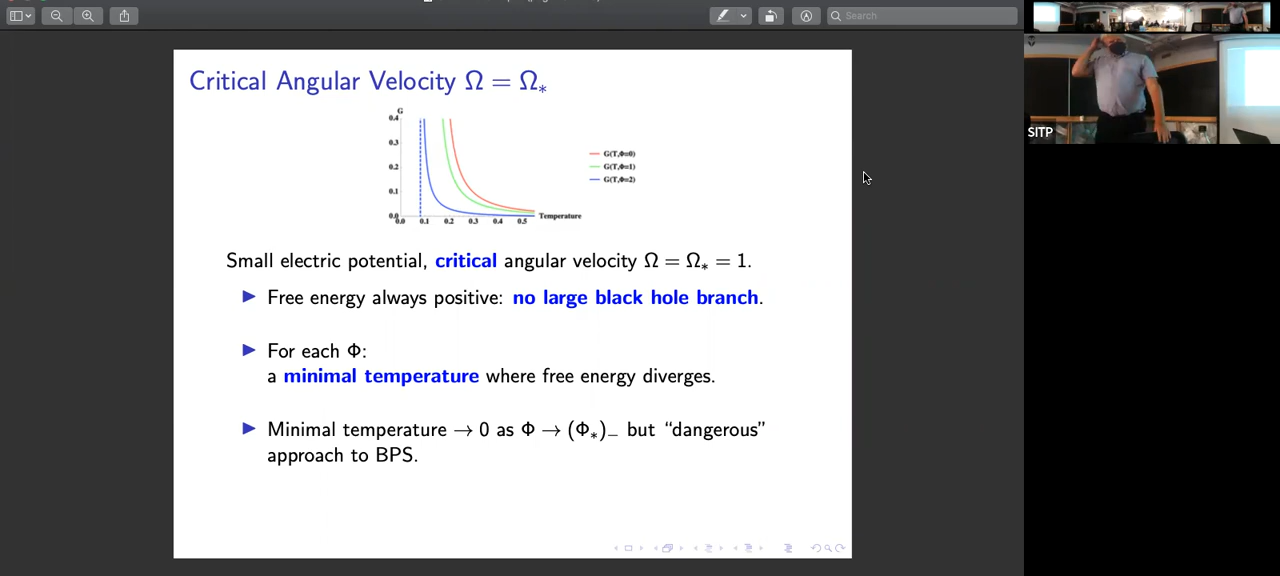 Search
Critical Angular Velocity Ω = Ω∗
G
0.4
0.3
0.2
0.1
0.0
0.0 0.1 0.2 0.3 0.4 0.5
Temperature
G(T,Φ=0)
G(T,Φ=1)
G(T,Φ=2)
Small electric potential, critical angular velocity Ω = Ω∗ = 1.
▶ Free energy always positive: no large black hole branch.
▶ For each Φ:
a minimal temperature where free energy diverges.
▶ Minimal temperature → 0 as Φ → (Φ∗)− but “dangerous”
approach to BPS.
SITP